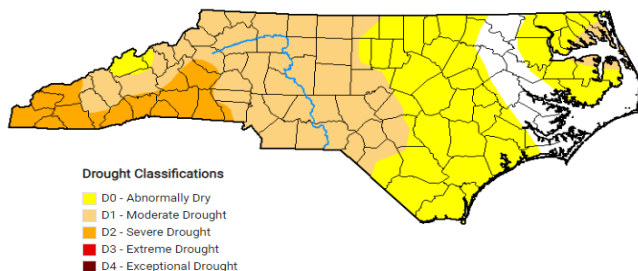 Drought Classifications
D0 - Abnormally Dry
D1 - Moderate Drought
D2 - Severe Drought
D3 - Extreme Drought
D4 - Exceptional Drought